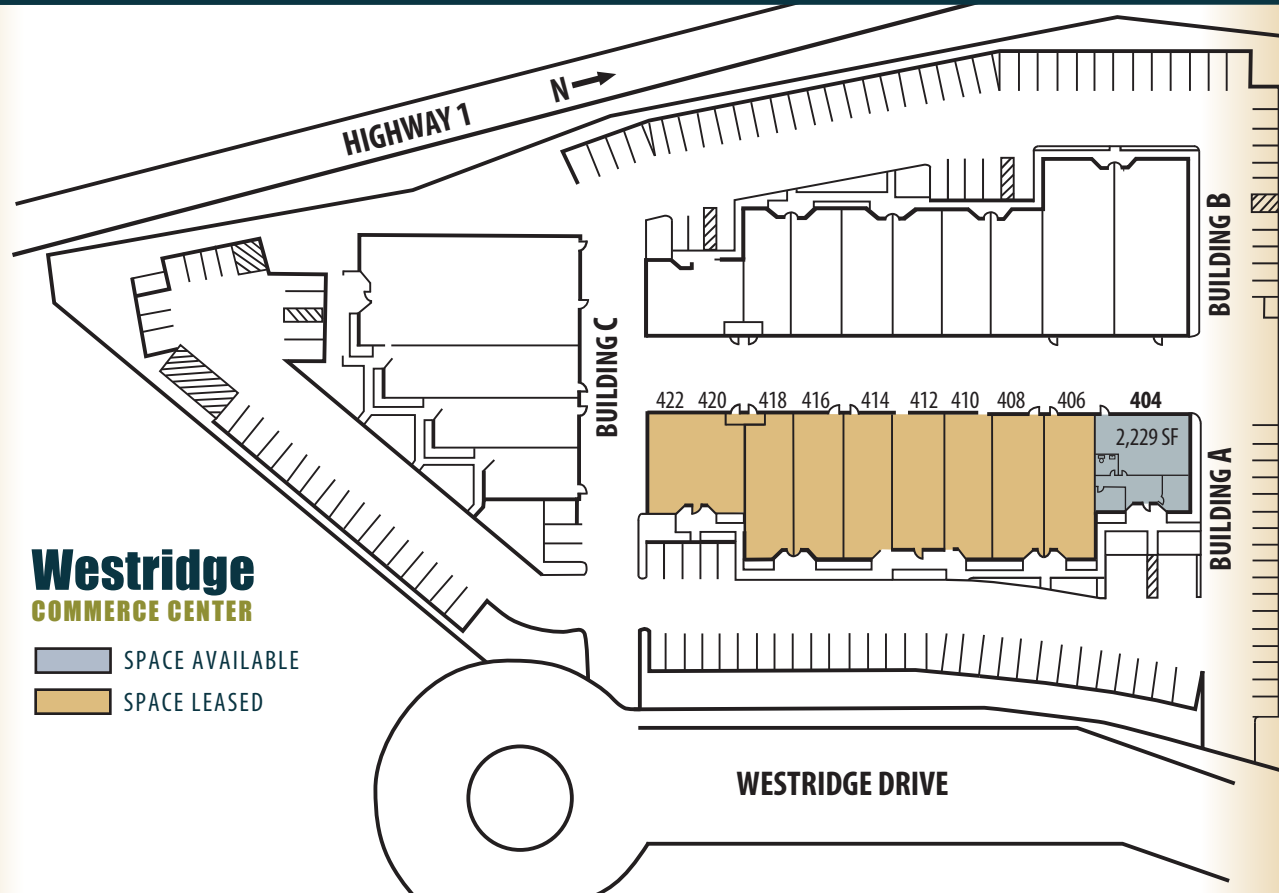 HIGHWAY 1
N
BUILDING B
BUILDING C
422 420 418 416 414 412 410 408 406 404
2,229 SF
BUILDING A
Westridge
COMMERCE CENTER
SPACE AVAILABLE
SPACE LEASED
WESTRIDGE DRIVE